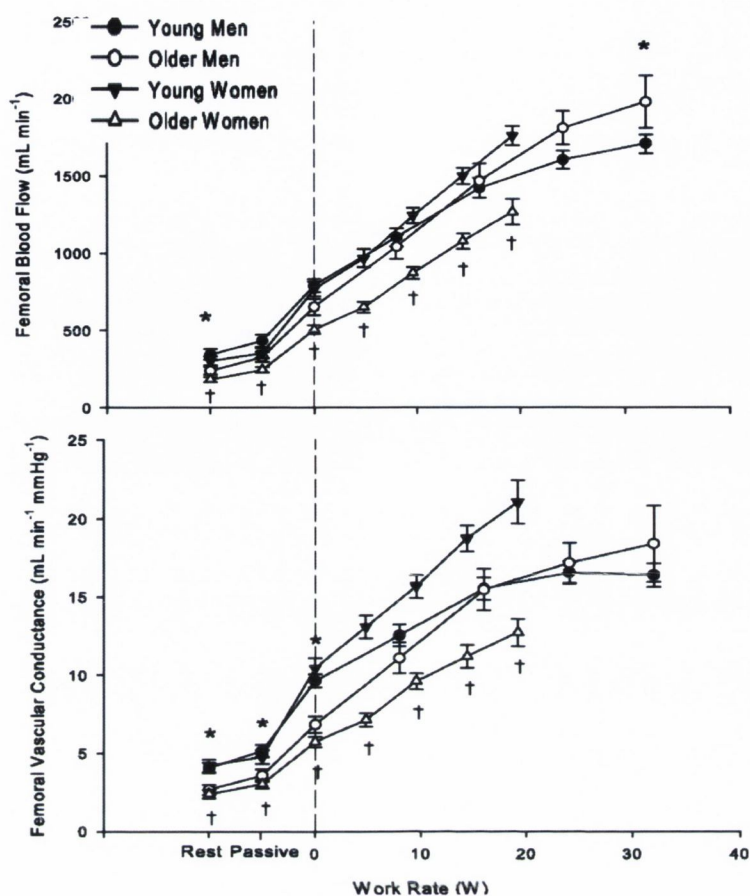 2500
Young Men
Older Men
Young Women
Older Women
*
200
1500
1000
500
0
Femoral Blood Flow (mL min⁻¹)
*
† † † † † † † †
25
20
15
10
5
0
Femoral Vascular Conductance (mL min⁻¹ mmHg⁻¹)
* * *
† † † † † † †
Rest Passive 0 10 20 30 40
Work Rate (W)